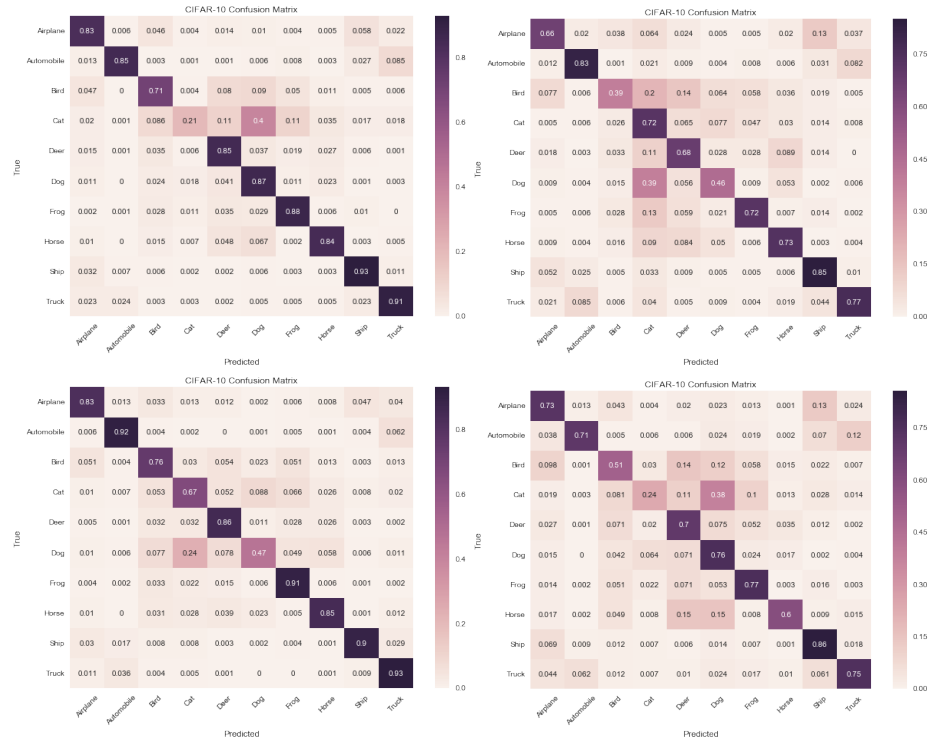 CIFAR-10 Confusion Matrix
Airplane 0.83 0.006 0.046 0.004 0.014 0.01 0.004 0.005 0.058 0.022
Automobile 0.013 0.85 0.003 0.001 0.001 0.006 0.008 0.003 0.027 0.085
Bird 0.047 0 0.71 0.004 0.08 0.09 0.05 0.011 0.005 0.006
Cat 0.02 0.001 0.086 0.21 0.11 0.4 0.11 0.035 0.017 0.018
Deer 0.015 0.001 0.035 0.006 0.85 0.037 0.019 0.027 0.006 0.001
Dog 0.011 0 0.024 0.018 0.041 0.87 0.011 0.023 0.001 0.003
Frog 0.002 0.001 0.028 0.011 0.035 0.029 0.88 0.006 0.01 0
Horse 0.01 0 0.015 0.007 0.048 0.067 0.002 0.84 0.003 0.005
Ship 0.032 0.007 0.006 0.002 0.002 0.006 0.003 0.003 0.93 0.011
Truck 0.023 0.024 0.003 0.003 0.002 0.005 0.005 0.005 0.023 0.91
Airplane Automobile Bird Cat Deer Dog Frog Horse Ship Truck
Predicted
True
0.8
0.6
0.4
0.2
0.0
CIFAR-10 Confusion Matrix
Airplane 0.66 0.02 0.038 0.064 0.024 0.005 0.005 0.02 0.13 0.037
Automobile 0.012 0.83 0.003 0.021 0.009 0.004 0.006 0.008 0.031 0.082
Bird 0.077 0.006 0.39 0.2 0.14 0.064 0.058 0.036 0.019 0.005
Cat 0.005 0.006 0.026 0.72 0.065 0.077 0.047 0.03 0.014 0.008
Deer 0.018 0.003 0.033 0.11 0.68 0.028 0.028 0.089 0.014 0
Dog 0.009 0.004 0.015 0.39 0.056 0.46 0.009 0.053 0.002 0.006
Frog 0.005 0.006 0.028 0.13 0.059 0.021 0.72 0.007 0.014 0.002
Horse 0.009 0.004 0.016 0.09 0.084 0.05 0.006 0.73 0.003 0.004
Ship 0.052 0.025 0.005 0.033 0.009 0.005 0.005 0.006 0.85 0.01
Truck 0.021 0.085 0.006 0.04 0.005 0.009 0.004 0.019 0.044 0.77
Airplane Automobile Bird Cat Deer Dog Frog Horse Ship Truck
Predicted
True
0.75
0.60
0.45
0.30
0.15
0.00
CIFAR-10 Confusion Matrix
Airplane 0.83 0.013 0.033 0.013 0.012 0.002 0.006 0.008 0.047 0.04
Automobile 0.006 0.92 0.004 0.002 0 0.001 0.005 0.001 0.004 0.062
Bird 0.051 0.004 0.76 0.03 0.054 0.023 0.051 0.013 0.003 0.013
Cat 0.01 0.007 0.053 0.67 0.052 0.088 0.066 0.026 0.008 0.02
Deer 0.005 0.001 0.032 0.032 0.86 0.011 0.028 0.026 0.003 0.002
Dog 0.01 0.006 0.077 0.24 0.078 0.47 0.049 0.058 0.006 0.011
Frog 0.004 0.002 0.033 0.022 0.015 0.006 0.91 0.001 0.001 0.002
Horse 0.01 0 0.031 0.028 0.039 0.023 0.005 0.85 0.001 0.012
Ship 0.03 0.017 0.008 0.008 0.003 0.002 0.004 0.001 0.9 0.029
Truck 0.011 0.036 0.004 0.005 0.001 0 0 0.001 0.009 0.93
Airplane Automobile Bird Cat Deer Dog Frog Horse Ship Truck
Predicted
True
0.8
0.6
0.4
0.2
0.0
CIFAR-10 Confusion Matrix
Airplane 0.73 0.013 0.043 0.004 0.02 0.023 0.013 0.001 0.13 0.024
Automobile 0.038 0.71 0.005 0.006 0.006 0.024 0.019 0.002 0.07 0.12
Bird 0.098 0.001 0.51 0.03 0.14 0.12 0.058 0.015 0.022 0.007
Cat 0.019 0.003 0.081 0.24 0.11 0.38 0.1 0.013 0.028 0.014
Deer 0.027 0.001 0.071 0.02 0.7 0.075 0.052 0.035 0.012 0.002
Dog 0.015 0 0.042 0.064 0.071 0.76 0.024 0.017 0.002 0.004
Frog 0.014 0.002 0.051 0.022 0.071 0.053 0.77 0.003 0.016 0.003
Horse 0.017 0.002 0.049 0.008 0.15 0.15 0.002 0.6 0.009 0.015
Ship 0.069 0.009 0.012 0.007 0.006 0.014 0.002 0.001 0.86 0.018
Truck 0.044 0.062 0.012 0.007 0.01 0.024 0.017 0.01 0.061 0.75
Airplane Automobile Bird Cat Deer Dog Frog Horse Ship Truck
Predicted
True
0.75
0.60
0.45
0.30
0.15
0.00